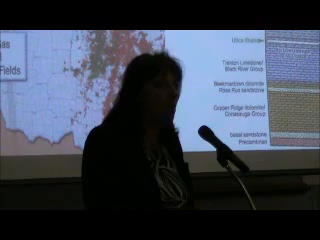 as
Fields
Utica Shale
Trenton Limestone/
Black River Group
Beekmantown dolomite
Rose Run sandstone
Copper Ridge dolomite/
Conasauga Group
basal sandstone
Precambrian